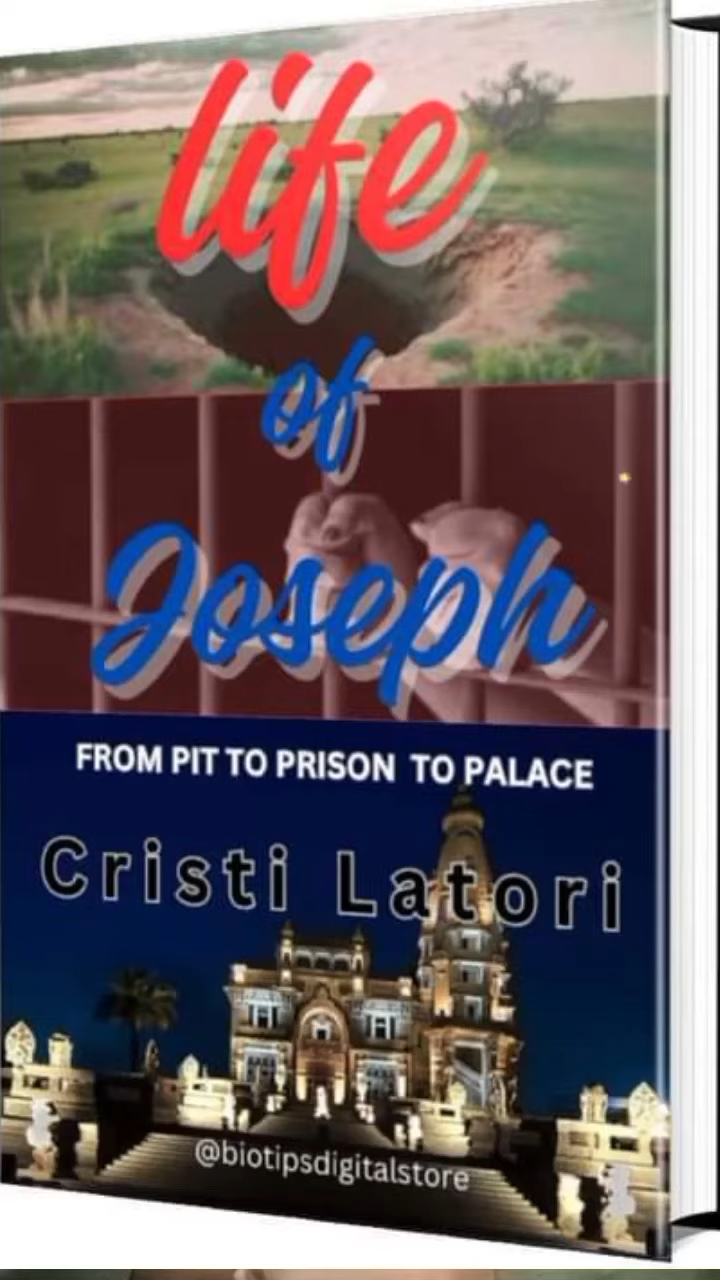 life
of
Joseph
FROM PIT TO PRISON TO PALACE
Cristi Latori
@biotipsdigitalstore